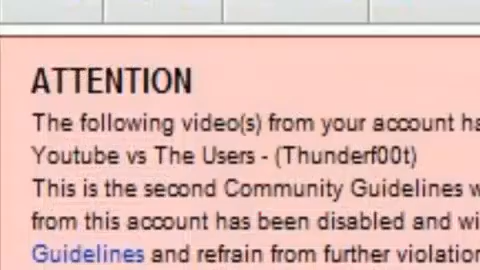 ATTENTION
The following video(s) from your account ha
Youtube vs The Users - (Thunderf00t)
This is the second Community Guidelines w
from this account has been disabled and wi
Guidelines and refrain from further violation